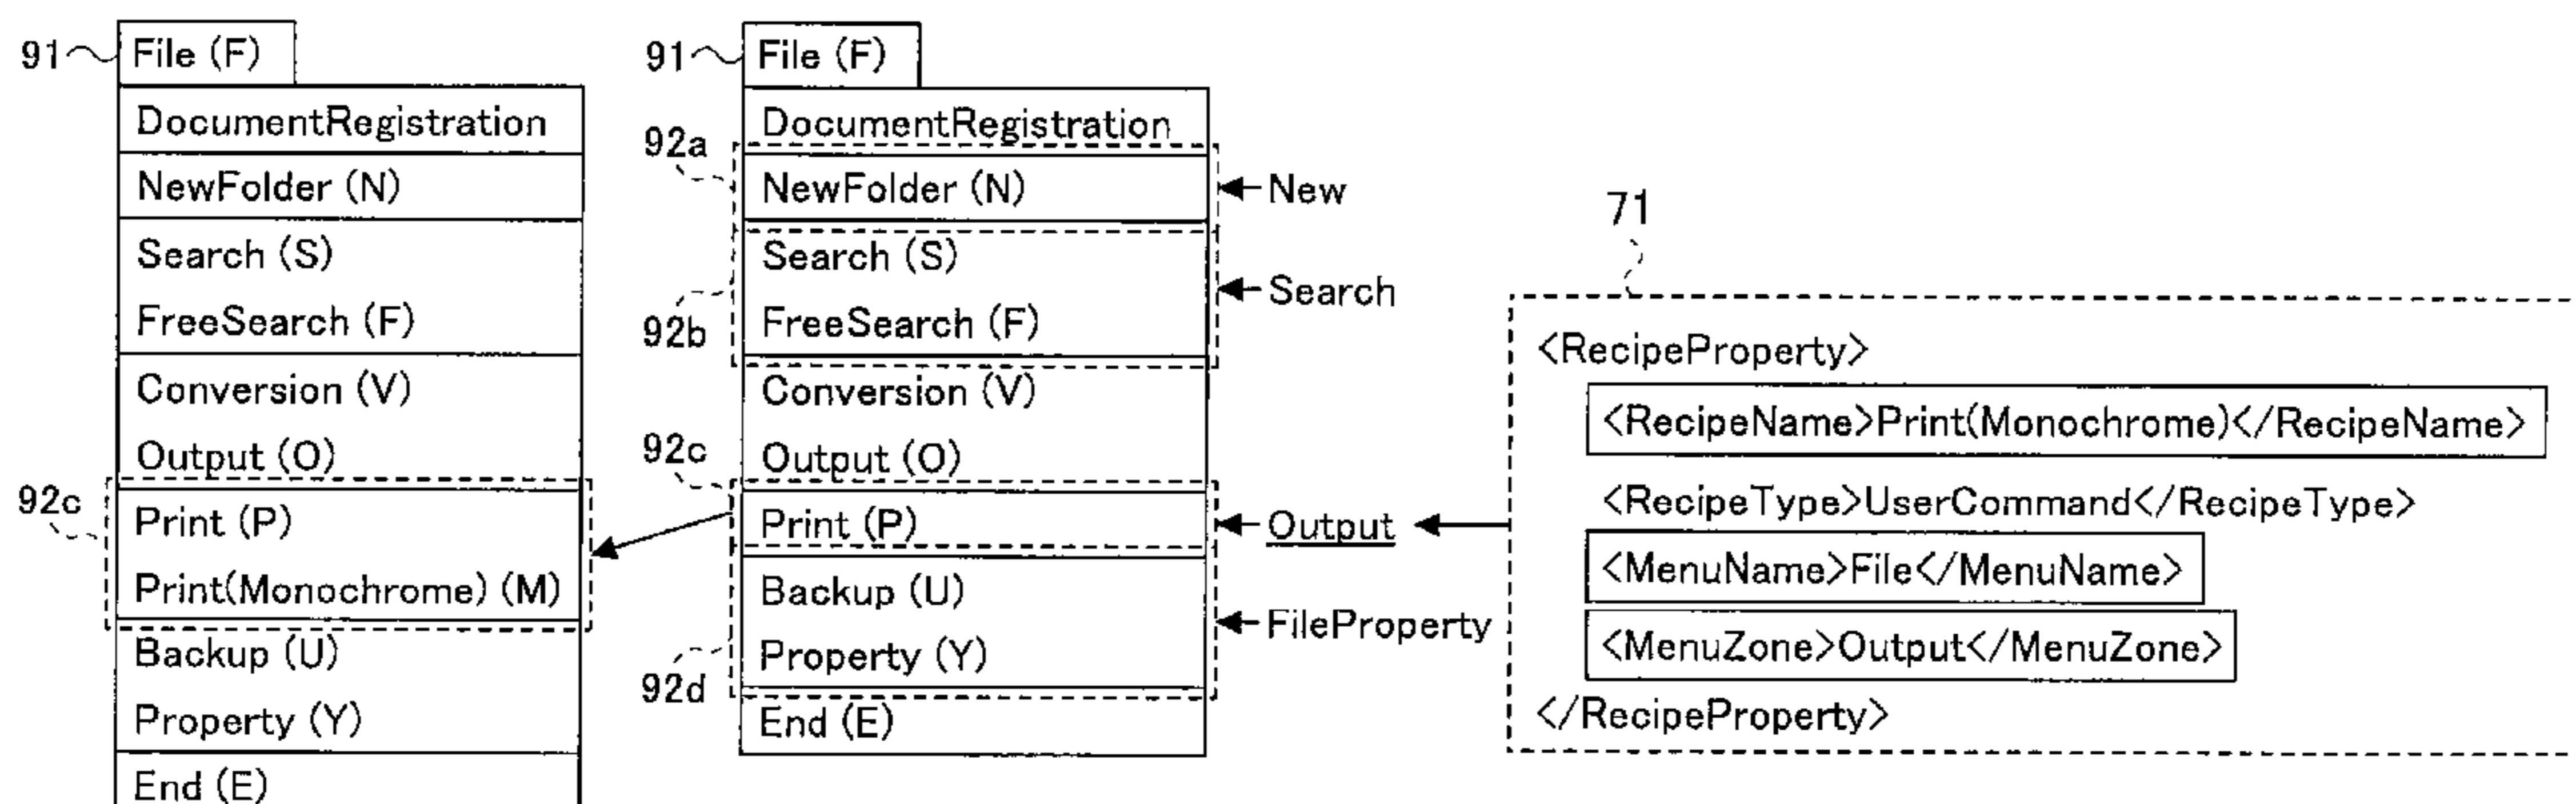 91
File (F)
DocumentRegistration
NewFolder (N)
Search (S)
FreeSearch (F)
Conversion (V)
Output (O)
92c
Print (P)
Print(Monochrome) (M)
Backup (U)
Property (Y)
End (E)
91
File (F)
DocumentRegistration
92a
NewFolder (N)
New
Search (S)
Search
92b
FreeSearch (F)
Conversion (V)
92c
Output (O)
Print (P)
Output
Backup (U)
FileProperty
Property (Y)
92d
End (E)
71
<RecipeProperty>
<RecipeName>Print(Monochrome)</RecipeName>
<RecipeType>UserCommand</RecipeType>
<MenuName>File</MenuName>
<MenuZone>Output</MenuZone>
</RecipeProperty>